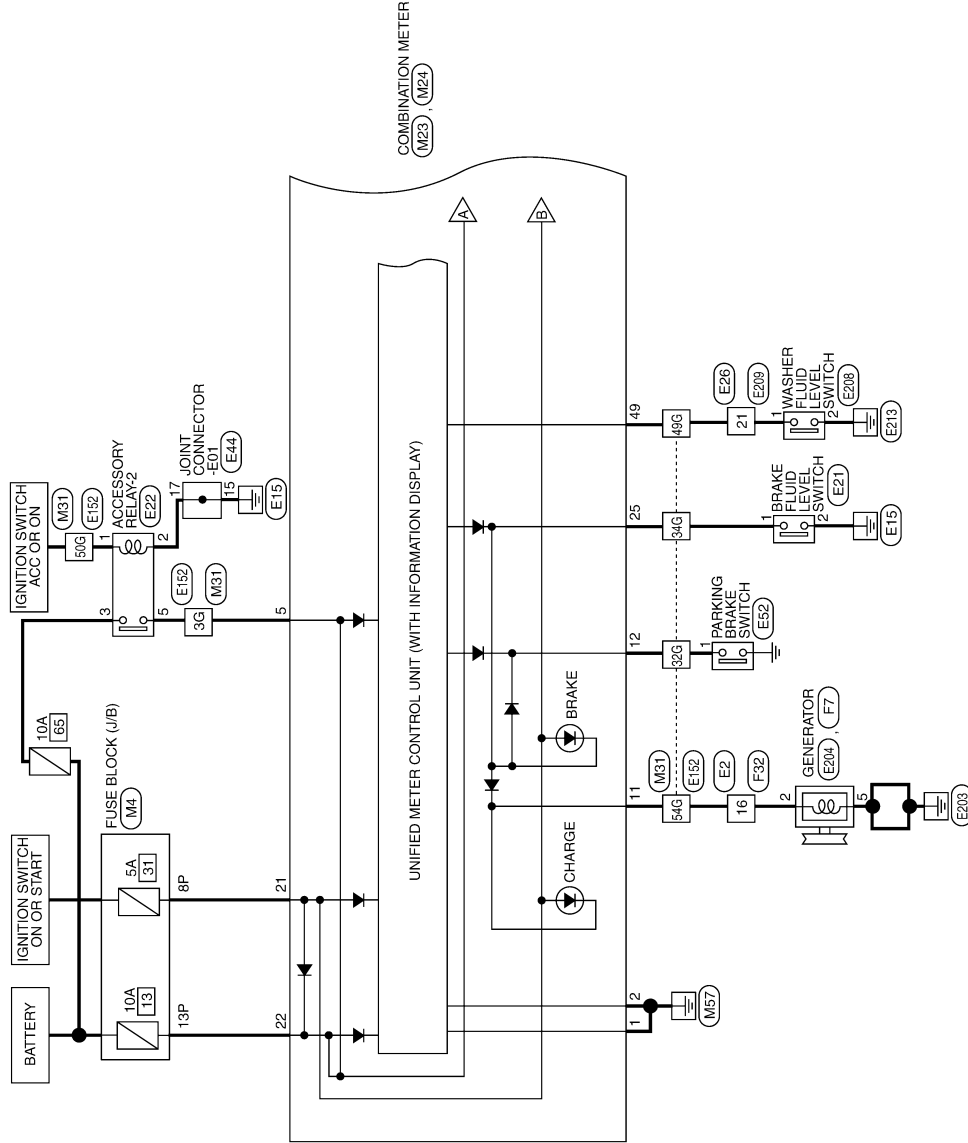 BATTERY
IGNITION SWITCH
ON OR START
IGNITION SWITCH
ACC OR ON
10A
13
5A
31
FUSE BLOCK (J/B)
M4
13P
8P
10A
65
M31
E152
50G
1
3
ACCESSORY
RELAY-2
E22
2
5
JOINT
CONNECTOR
-E01
E44
17
15
E15
E152
M31
3G
22
21
5
COMBINATION METER
M23 , M24
UNIFIED METER CONTROL UNIT (WITH INFORMATION DISPLAY)
A
B
CHARGE
BRAKE
1
2
11
12
25
49
M57
M31
54G
E152
32G
34G
49G
E2
16
F32
GENERATOR
E204 , F7
2
5
E203
PARKING
BRAKE
SWITCH
E52
1
BRAKE
FLUID
LEVEL
SWITCH
E21
1
2
E15
E26
21
E209
WASHER
FLUID
LEVEL
SWITCH
E208
1
2
E213